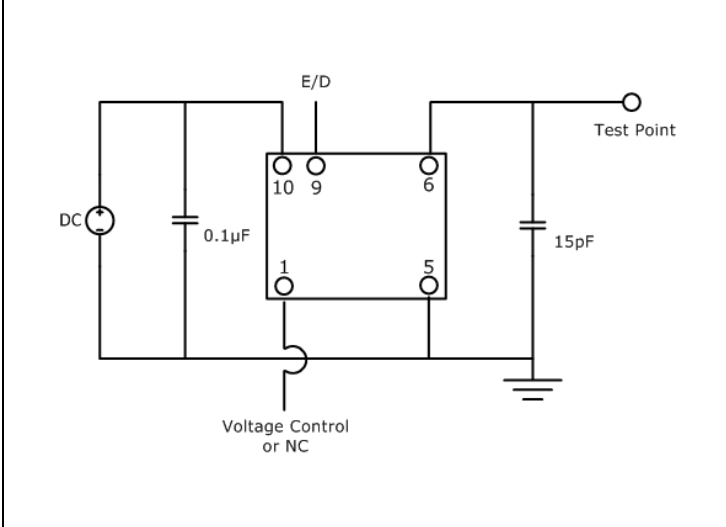 E/D
Test Point
10 9
6
DC
+
-
0.1µF
15pF
1
5
Voltage Control
or NC